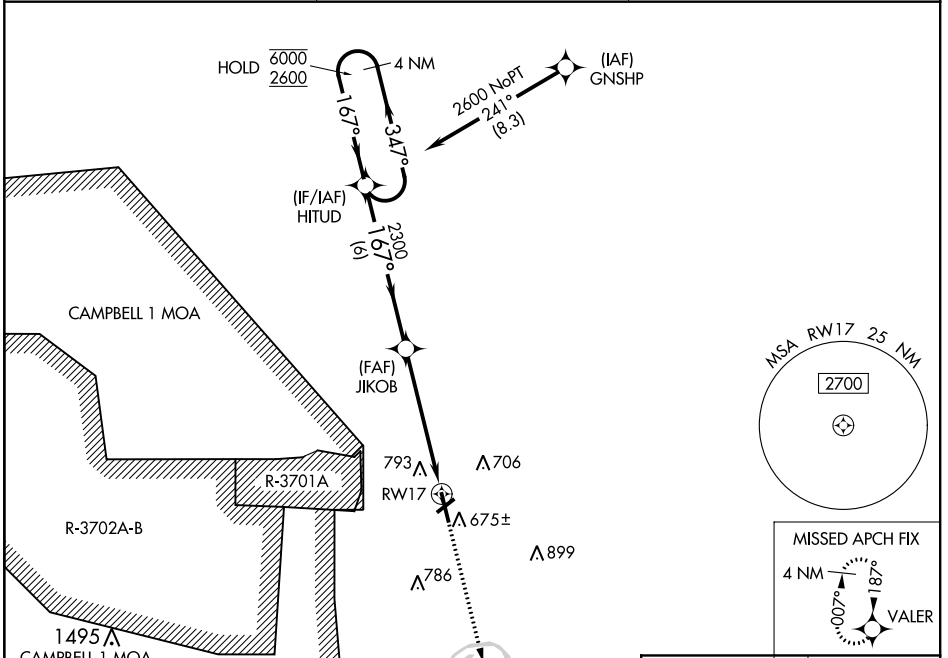 HOLD 6000
2600
4 NM
(IAF)
GNSHP
2600 NoPT
241°
(8.3)
167°
347°
(IF/IAF)
HITUD
2300
167°
(6)
CAMPBELL 1 MOA
(FAF)
JIKOB
MSA RW17 25 NM
2700
793
706
R-3701A
RW17
675±
R-3702A-B
899
786
MISSED APCH FIX
4 NM
007°
187°
VALER
1495
CAMPBELL 1 MOA